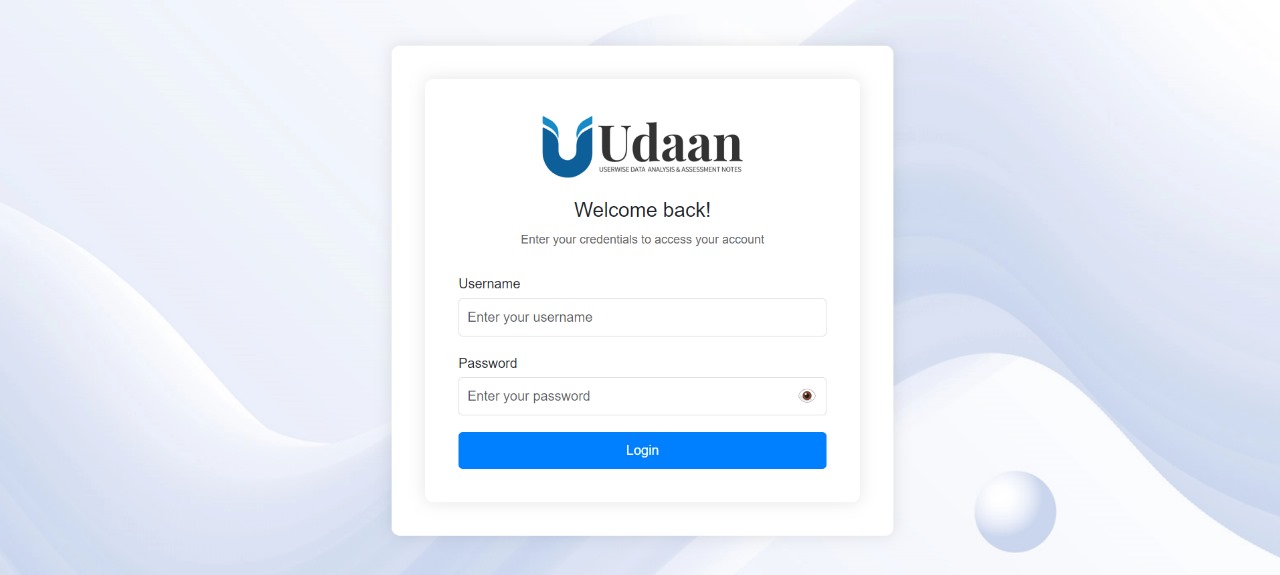 Udaan
USERWISE DATA ANALYSIS & ASSESSMENT NOTES
Welcome back!
Enter your credentials to access your account
Username
Enter your username
Password
Enter your password
Login